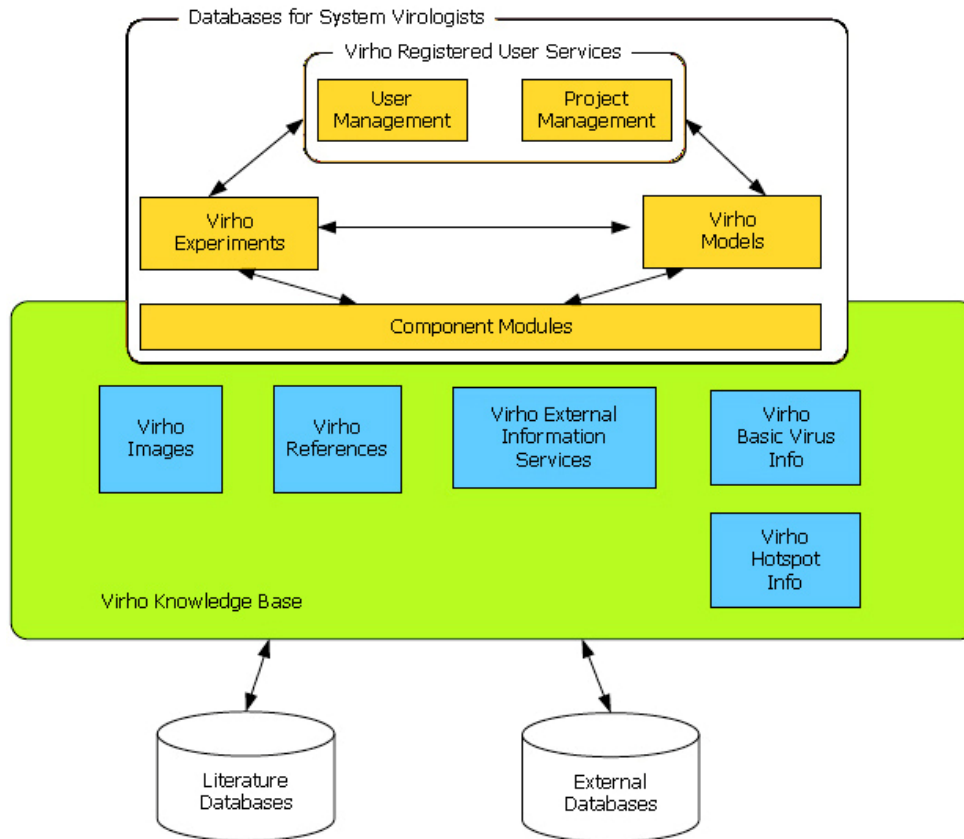 Databases for System Virologists
Virho Registered User Services
User
Management
Project
Management
Virho
Experiments
Virho
Models
Component Modules
Virho
Images
Virho
References
Virho External
Information
Services
Virho
Basic Virus
Info
Virho
Hotspot
Info
Virho Knowledge Base
Literature
Databases
External
Databases